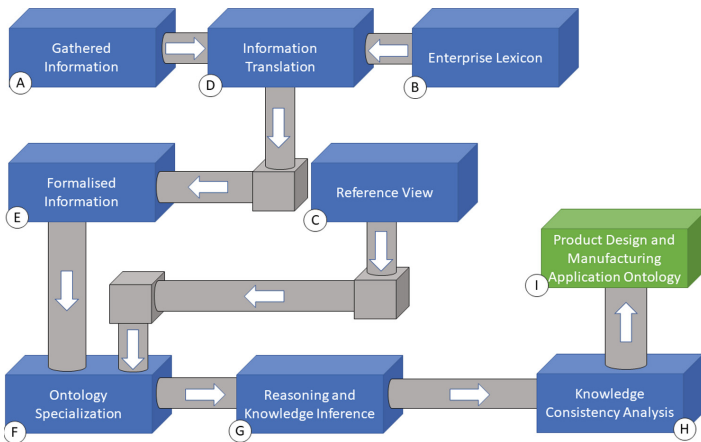 Gathered
Information
A
Information
Translation
D
Enterprise Lexicon
B
Formalised
Information
E
Reference View
C
Product Design and
Manufacturing
Application Ontology
I
Ontology
Specialization
F
Reasoning and
Knowledge Inference
G
Knowledge
Consistency Analysis
H